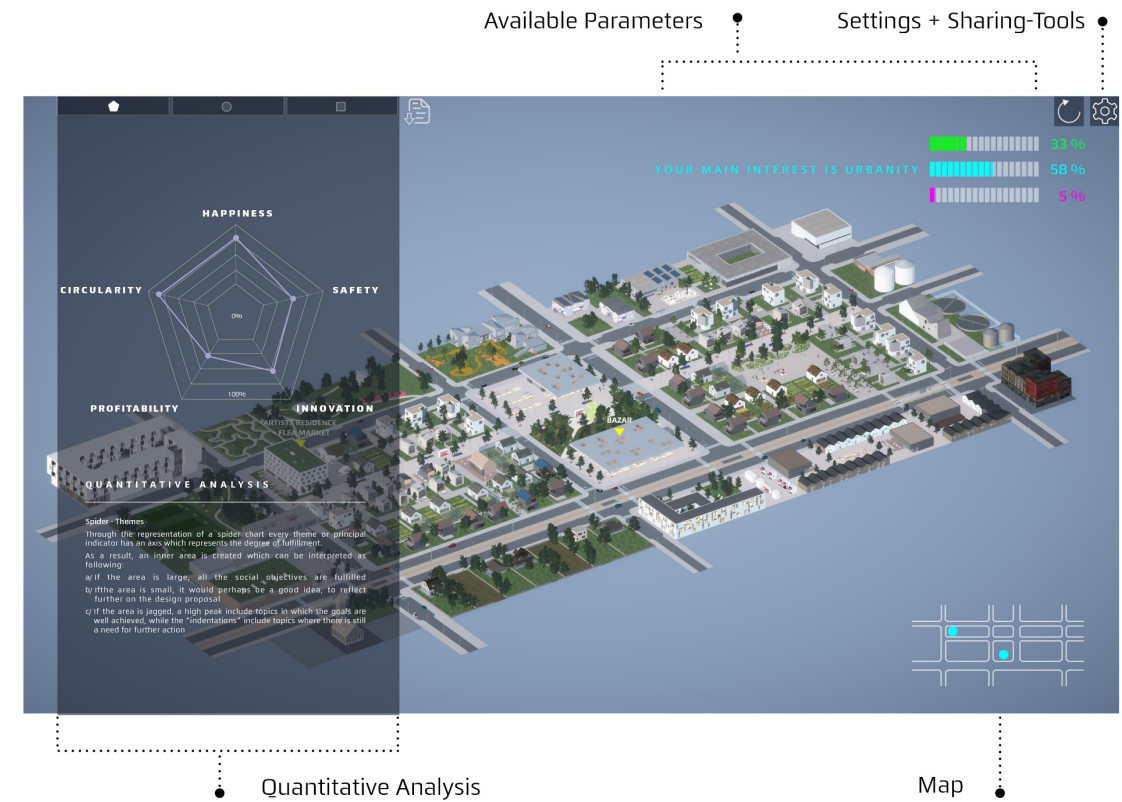 Available Parameters
Settings + Sharing-Tools
33 %
YOUR MAIN INTEREST IS URBANITY
58 %
5 %
HAPPINESS
CIRCULARITY
SAFETY
0%
100%
PROFITABILITY
INNOVATION
ARTISTS RESIDENCE
FLEA MARKET
BAZAR
QUANTITATIVE ANALYSIS
Spider - Themes
Through the representation of a spider chart every theme or principal
indicator has an axis which represents the degree of fulfillment.
As a result, an inner area is created which can be interpreted as
following:
a/ If the area is large, all the social objectives are fulfilled
b/ Ifthe area is small, it would perhaps be a good idea, to reflect
further on the design proposal
c/ If the area is jagged, a high peak include topics in which the goals are
well achieved, while the "indentations" include topics where there is still
a need for further action
Quantitative Analysis
Map